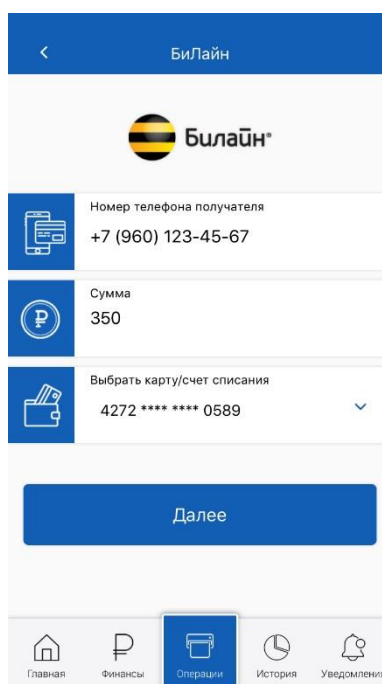 БиЛайн
Билайн®
Номер телефона получателя
+7 (960) 123-45-67
Сумма
350
Выбрать карту/счет списания
4272 **** **** 0589
Далее
Главная Финансы Операции История Уведомления